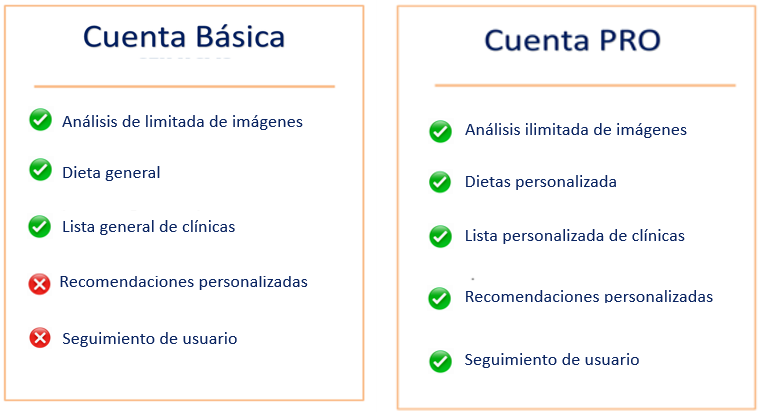 Cuenta Básica
Análisis de limitada de imágenes
Dieta general
Lista general de clínicas
Recomendaciones personalizadas
Seguimiento de usuario
Cuenta PRO
Análisis ilimitada de imágenes
Dietas personalizada
Lista personalizada de clínicas
Recomendaciones personalizadas
Seguimiento de usuario